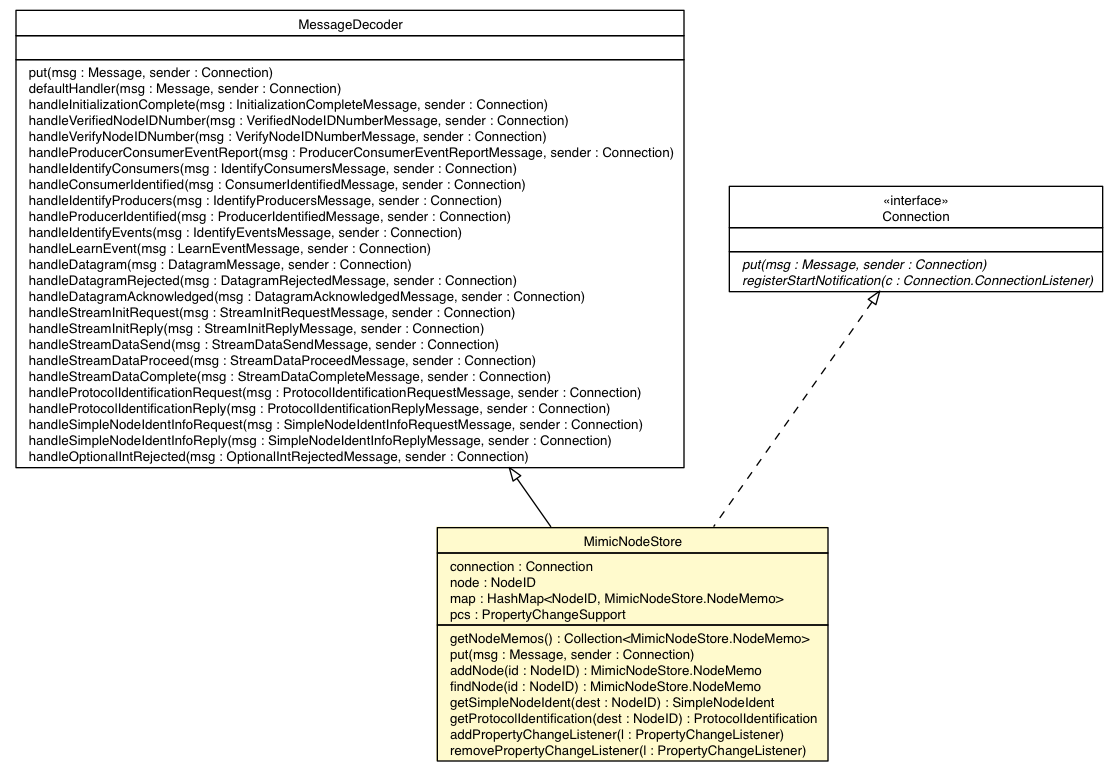 MessageDecoder
put(msg : Message, sender : Connection)
defaultHandler(msg : Message, sender : Connection)
handleInitializationComplete(msg : InitializationCompleteMessage, sender : Connection)
handleVerifiedNodeIDNumber(msg : VerifiedNodeIDNumberMessage, sender : Connection)
handleVerifyNodeIDNumber(msg : VerifyNodeIDNumberMessage, sender : Connection)
handleProducerConsumerEventReport(msg : ProducerConsumerEventReportMessage, sender : Connection)
handleIdentifyConsumers(msg : IdentifyConsumersMessage, sender : Connection)
handleConsumerIdentified(msg : ConsumerIdentifiedMessage, sender : Connection)
handleIdentifyProducers(msg : IdentifyProducersMessage, sender : Connection)
handleProducerIdentified(msg : ProducerIdentifiedMessage, sender : Connection)
handleIdentifyEvents(msg : IdentifyEventsMessage, sender : Connection)
handleLearnEvent(msg : LearnEventMessage, sender : Connection)
handleDatagram(msg : DatagramMessage, sender : Connection)
handleDatagramRejected(msg : DatagramRejectedMessage, sender : Connection)
handleDatagramAcknowledged(msg : DatagramAcknowledgedMessage, sender : Connection)
handleStreamInitRequest(msg : StreamInitRequestMessage, sender : Connection)
handleStreamInitReply(msg : StreamInitReplyMessage, sender : Connection)
handleStreamDataSend(msg : StreamDataSendMessage, sender : Connection)
handleStreamDataProceed(msg : StreamDataProceedMessage, sender : Connection)
handleStreamDataComplete(msg : StreamDataCompleteMessage, sender : Connection)
handleProtocolIdentificationRequest(msg : ProtocolIdentificationRequestMessage, sender : Connection)
handleProtocolIdentificationReply(msg : ProtocolIdentificationReplyMessage, sender : Connection)
handleSimpleNodeIdentInfoRequest(msg : SimpleNodeIdentInfoRequestMessage, sender : Connection)
handleSimpleNodeIdentInfoReply(msg : SimpleNodeIdentInfoReplyMessage, sender : Connection)
handleOptionalIntRejected(msg : OptionalIntRejectedMessage, sender : Connection)
«interface»
Connection
put(msg : Message, sender : Connection)
registerStartNotification(c : Connection.ConnectionListener)
MimicNodeStore
connection : Connection
node : NodeID
map : HashMap<NodeID, MimicNodeStore.NodeMemo>
pcs : PropertyChangeSupport
getNodeMemos() : Collection<MimicNodeStore.NodeMemo>
put(msg : Message, sender : Connection)
addNode(id : NodeID) : MimicNodeStore.NodeMemo
findNode(id : NodeID) : MimicNodeStore.NodeMemo
getSimpleNodeIdent(dest : NodeID) : SimpleNodeIdent
getProtocolIdentification(dest : NodeID) : ProtocolIdentification
addPropertyChangeListener(l : PropertyChangeListener)
removePropertyChangeListener(l : PropertyChangeListener)